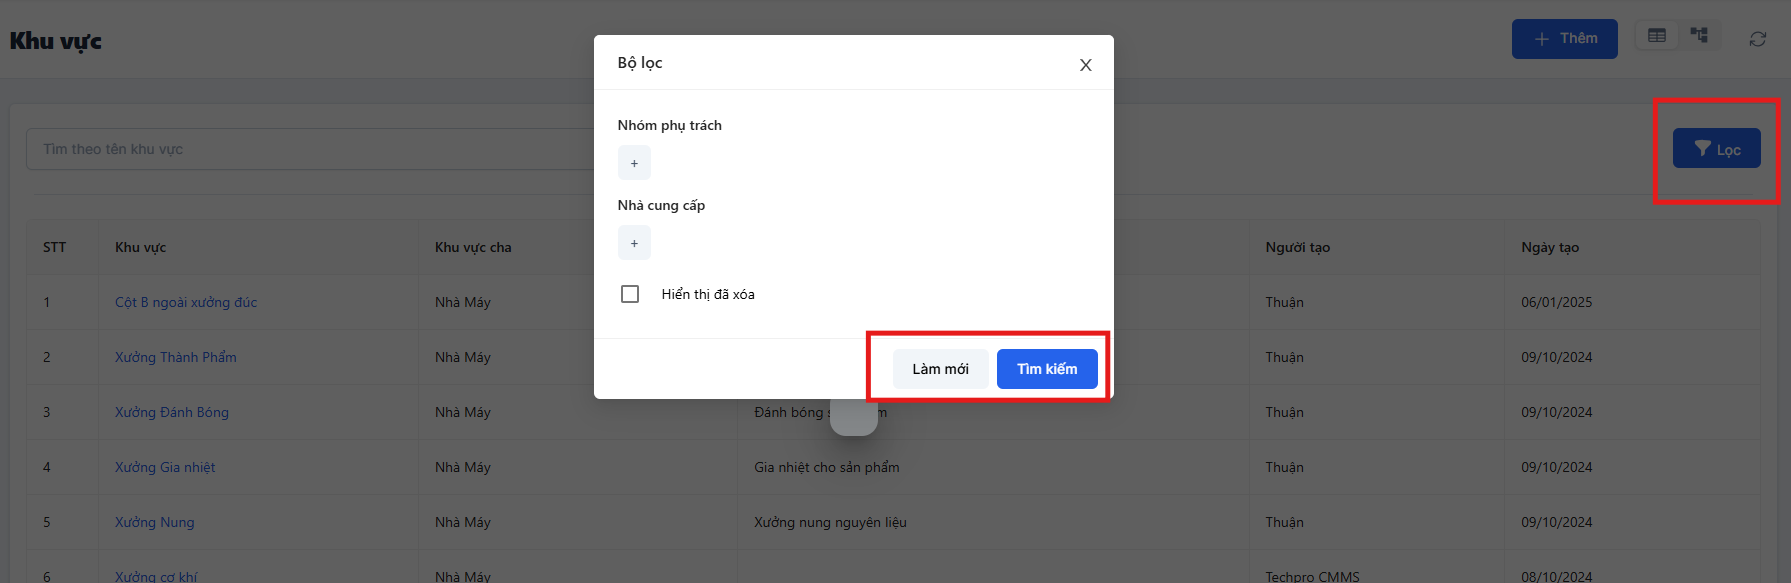 Khu vực
+ Thêm
Bộ lọc
X
Tìm theo tên khu vực
Lọc
Nhóm phụ trách
+
Nhà cung cấp
+
Hiển thị đã xóa
Làm mới Tìm kiếm
STT Khu vực Khu vực cha Người tạo Ngày tạo
1 Cột B ngoài xưởng đúc Nhà Máy Thuận 06/01/2025
2 Xưởng Thành Phẩm Nhà Máy Thuận 09/10/2024
3 Xưởng Đánh Bóng Nhà Máy Đánh bóng Thuận 09/10/2024
4 Xưởng Gia nhiệt Nhà Máy Gia nhiệt cho sản phẩm Thuận 09/10/2024
5 Xưởng Nung Nhà Máy Xưởng nung nguyên liệu Thuận 09/10/2024
6 Xưởng cơ khí Nhà Máy Techpro CMMS 08/10/2024